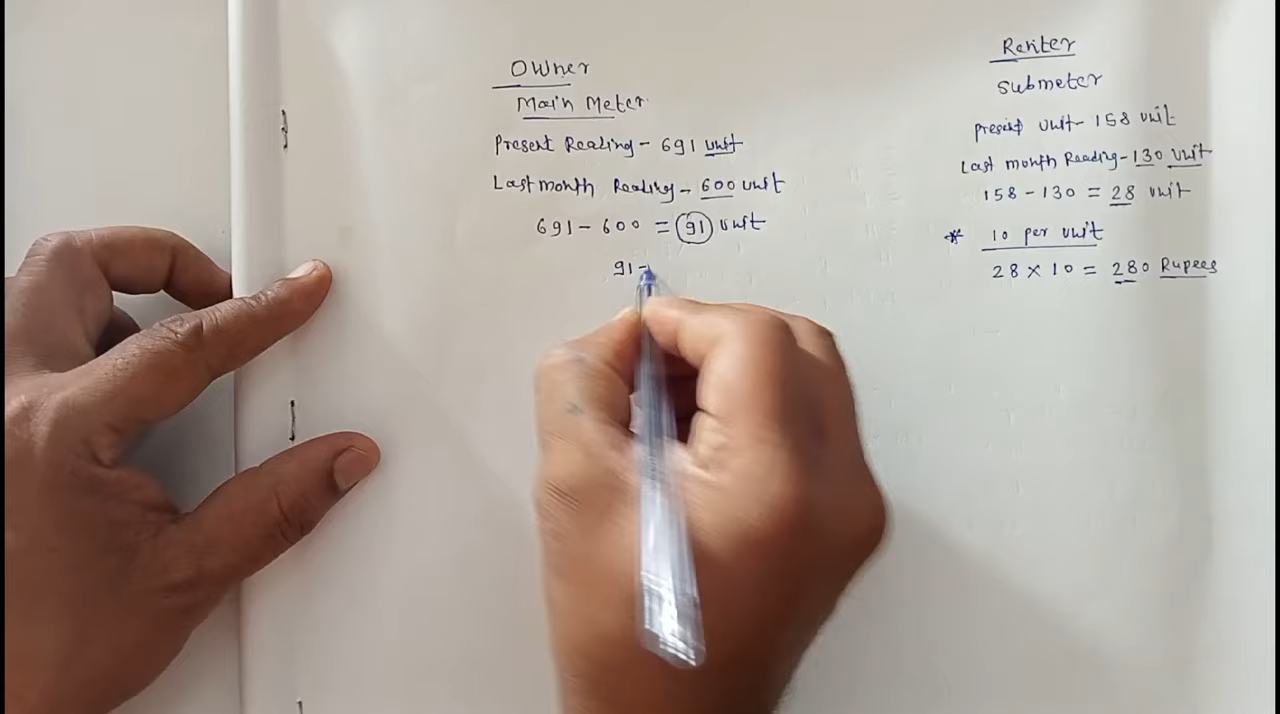 Owner
Main Meter
Present Reading - 691 unit
Last month Reading - 600 unit
691 - 600 = 91 unit
91 -
Renter
Submeter
present unit - 158 unit
Last month Reading - 130 unit
158 - 130 = 28 unit
* 10 per unit
28 × 10 = 280 Rupees